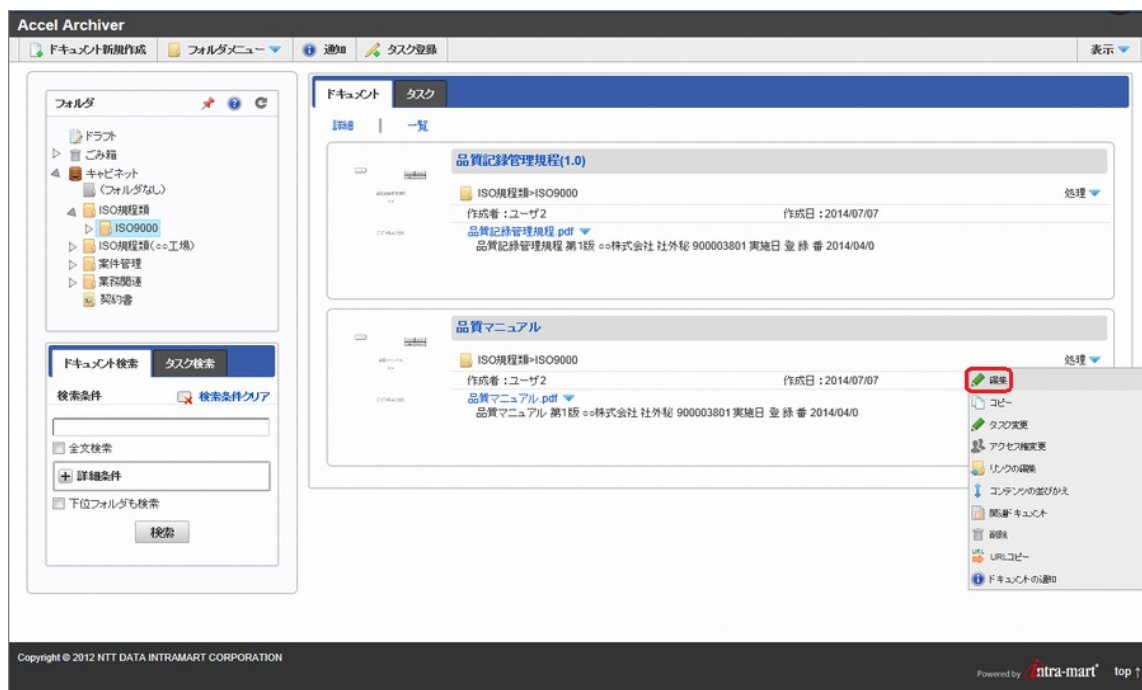 Accel Archiver
ドキュメント新規作成 フォルダメニュー 通知 タスク登録 表示
フォルダ
ドラフト
ごみ箱
キャビネット
(フォルダなし)
ISO規程類
ISO9000
ISO規程類(○○工場)
案件管理
業務関連
契約書
ドキュメント検索 タスク検索
検索条件 検索条件クリア
全文検索
詳細条件
下位フォルダも検索
検索
ドキュメント タスク
詳細 | 一覧
品質記録管理規程(1.0)
ISO規程類>ISO9000 処理
作成者:ユーザ2 作成日:2014/07/07
品質記録管理規程.pdf
品質記録管理規程 第1版 ○○株式会社 社外秘 900003801 実施日 登 録 番 2014/04/0
品質マニュアル
ISO規程類>ISO9000 処理
作成者:ユーザ2 作成日:2014/07/07
品質マニュアル.pdf
品質マニュアル 第1版 ○○株式会社 社外秘 900003801 実施日 登 録 番 2014/04/0
編集
コピー
タスク変更
アクセス権変更
リンクの編集
コンテンツの並びかえ
関連ドキュメント
削除
URLコピー
ドキュメントの通知
Copyright © 2012 NTT DATA INTRAMART CORPORATION
Powered by intra-mart top ↑